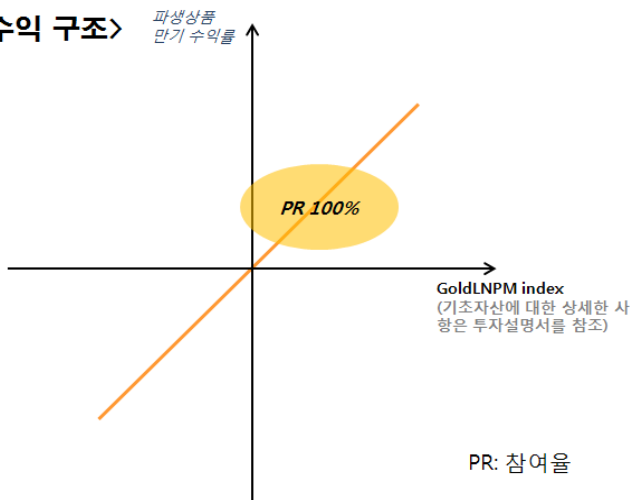 수익 구조>
파생상품
만기 수익률
PR 100%
GoldLNPM index
(기초자산에 대한 상세한 사
항은 투자설명서를 참조)
PR: 참여율